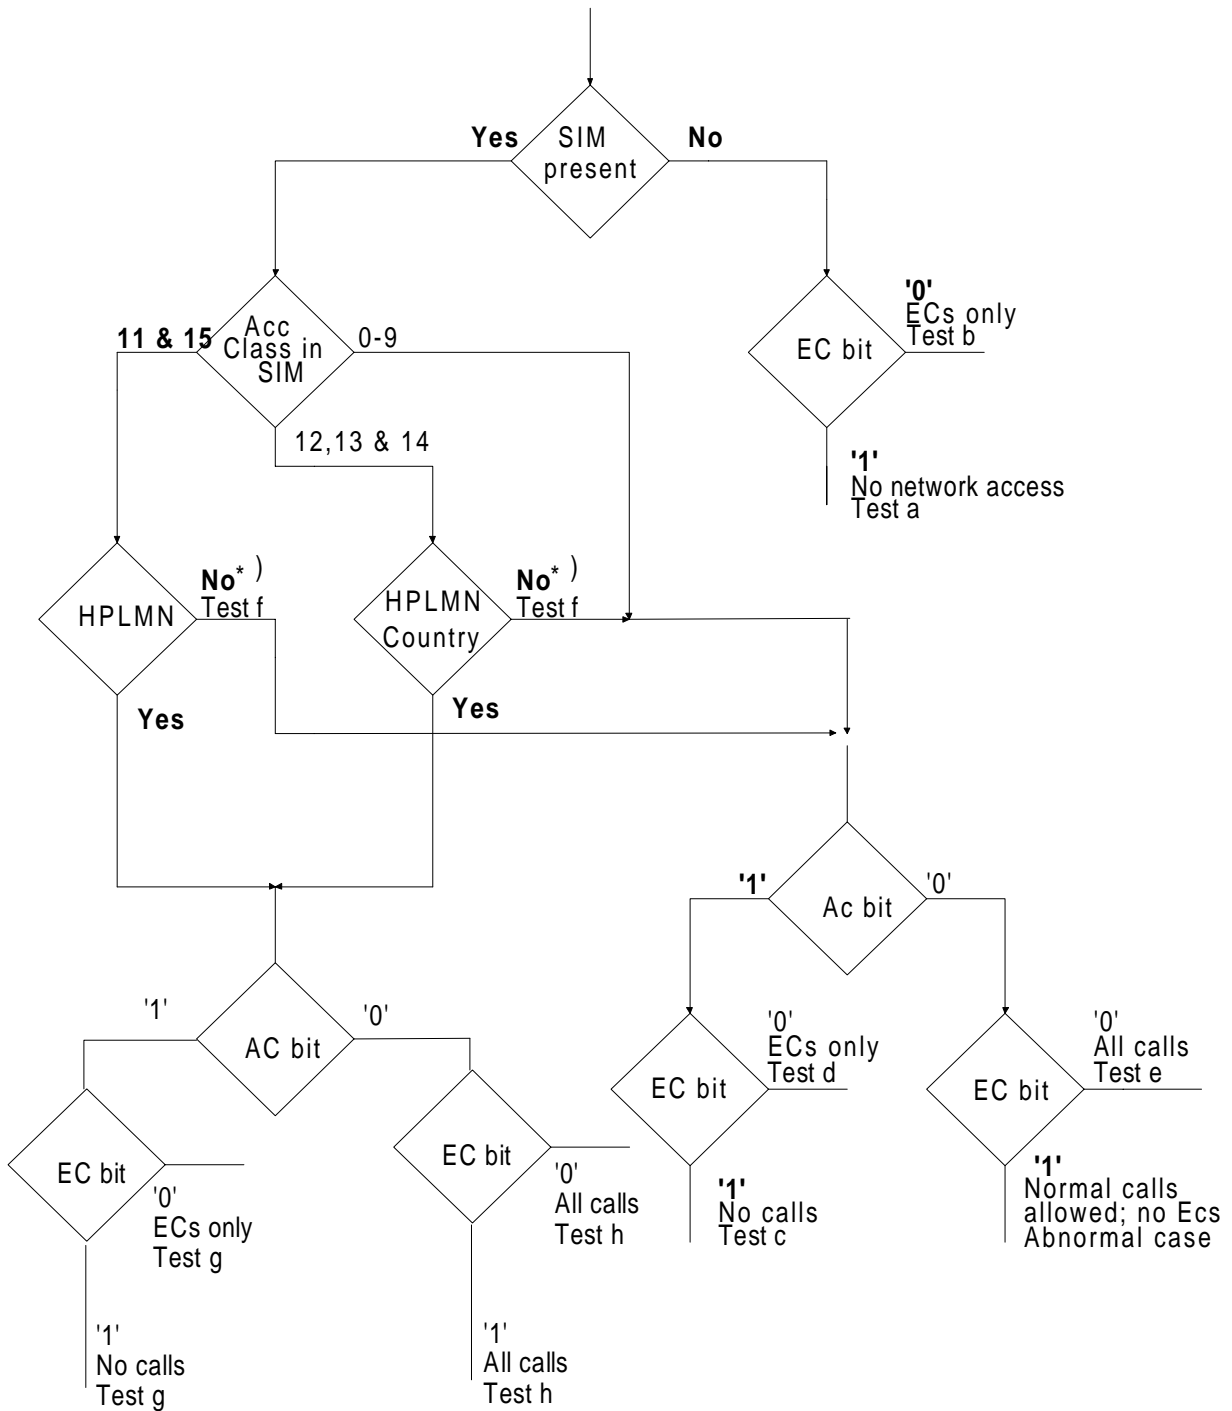 Yes
SIM
present
No
11 & 15
Acc
Class in
SIM
0-9
12,13 & 14
EC bit
'0'
ECs only
Test b
'1'
No network access
Test a
HPLMN
No* )
Test f
Yes
HPLMN
Country
No* )
Test f
Yes
'1'
Ac bit
'0'
'1'
AC bit
'0'
EC bit
'0'
ECs only
Test g
'1'
No calls
Test g
EC bit
'0'
All calls
Test h
'1'
All calls
Test h
EC bit
'0'
ECs only
Test d
'1'
No calls
Test c
EC bit
'0'
All calls
Test e
'1'
Normal calls
allowed; no Ecs
Abnormal case